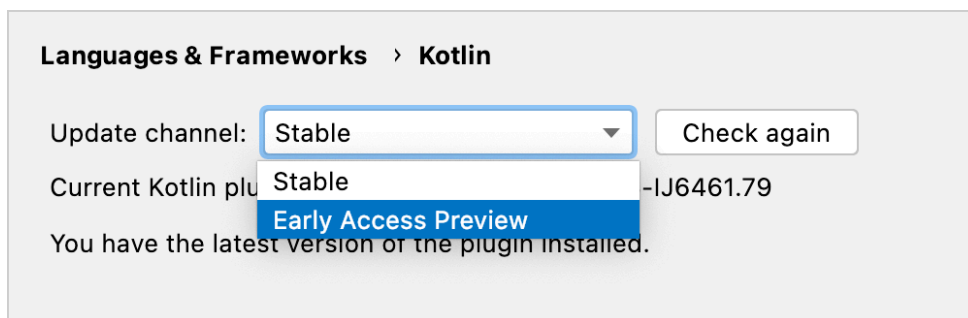 Languages & Frameworks › Kotlin
Update channel: Stable Check again
Stable
Current Kotlin -IJ6461.79
Early Access Preview
You have the latest version of the plugin installed.